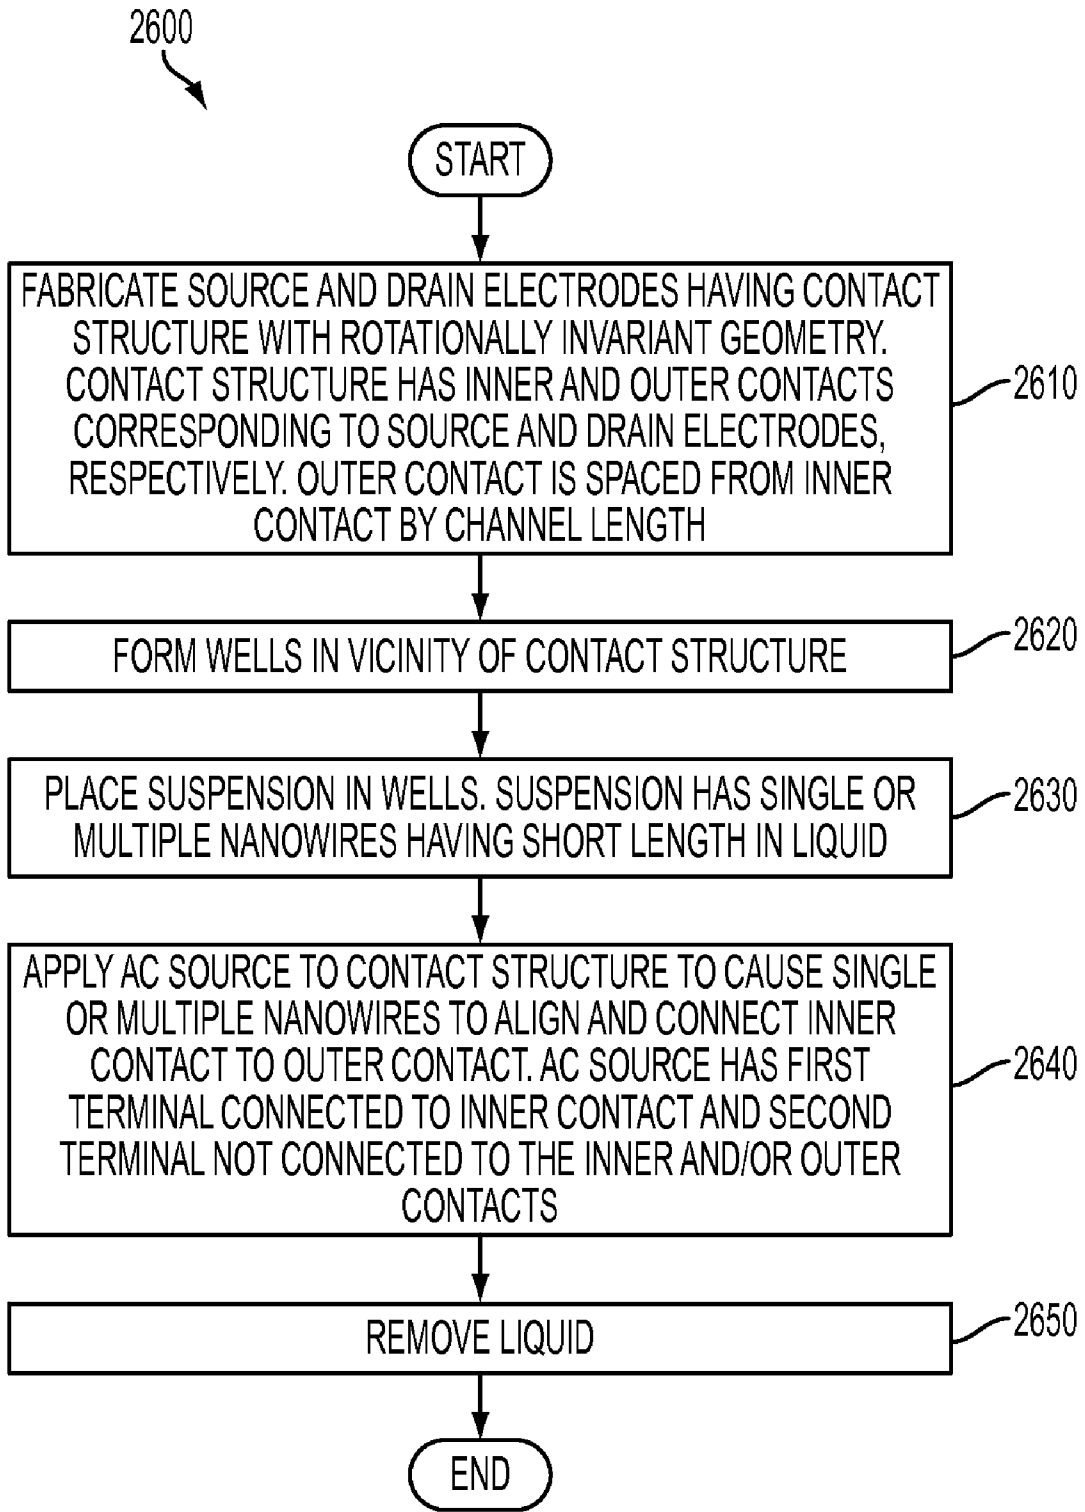 2600
START
FABRICATE SOURCE AND DRAIN ELECTRODES HAVING CONTACT
STRUCTURE WITH ROTATIONALLY INVARIANT GEOMETRY.
CONTACT STRUCTURE HAS INNER AND OUTER CONTACTS
CORRESPONDING TO SOURCE AND DRAIN ELECTRODES,
RESPECTIVELY. OUTER CONTACT IS SPACED FROM INNER
CONTACT BY CHANNEL LENGTH
2610
FORM WELLS IN VICINITY OF CONTACT STRUCTURE
2620
PLACE SUSPENSION IN WELLS. SUSPENSION HAS SINGLE OR
MULTIPLE NANOWIRES HAVING SHORT LENGTH IN LIQUID
2630
APPLY AC SOURCE TO CONTACT STRUCTURE TO CAUSE SINGLE
OR MULTIPLE NANOWIRES TO ALIGN AND CONNECT INNER
CONTACT TO OUTER CONTACT. AC SOURCE HAS FIRST
TERMINAL CONNECTED TO INNER CONTACT AND SECOND
TERMINAL NOT CONNECTED TO THE INNER AND/OR OUTER
CONTACTS
2640
REMOVE LIQUID
2650
END